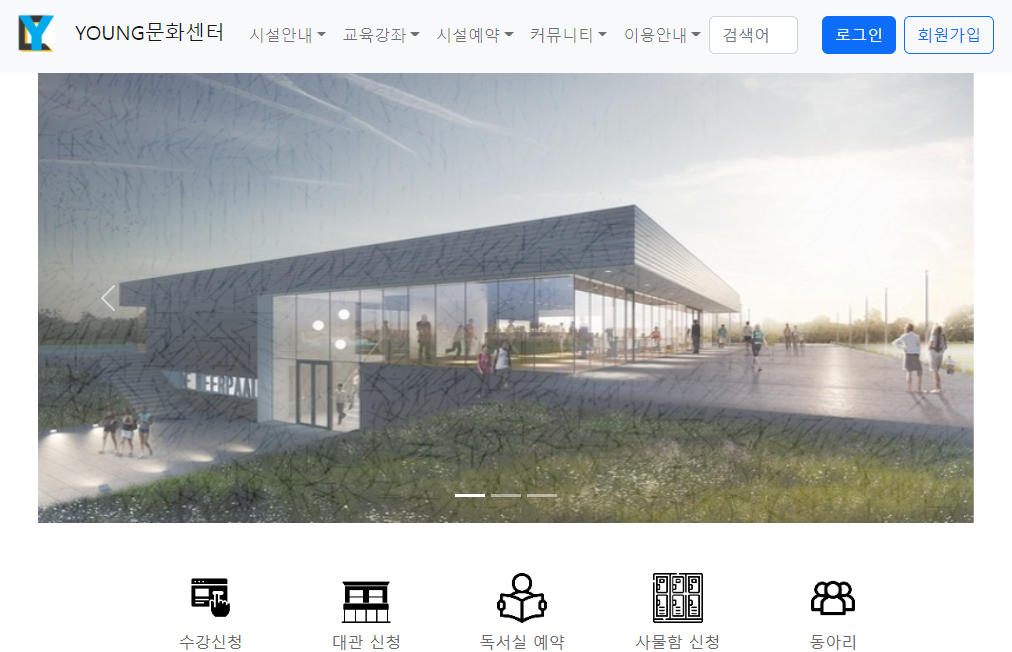 YOUNG문화센터
시설안내
교육강좌
시설예약
커뮤니티
이용안내
검색어
로그인
회원가입
수강신청
대관 신청
독서실 예약
사물함 신청
동아리